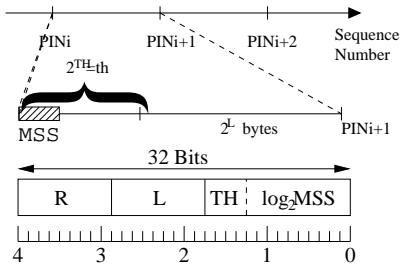 PINi PINi+1 PINi+2 Sequence Number
2^TH=th
MSS 2^L bytes PINi+1
32 Bits
R L TH log₂MSS
4 3 2 1 0